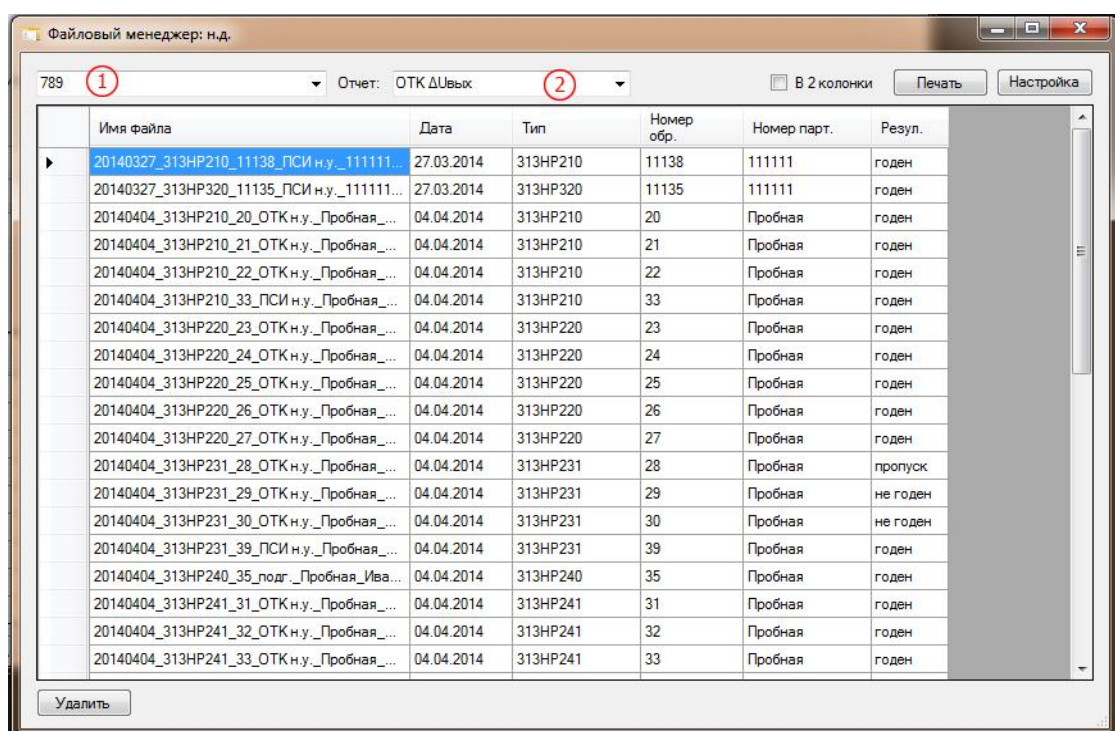 Файловый менеджер: н.д.
789 1 Отчет: ОТК ΔUвых 2 В 2 колонки Печать Настройка
Имя файла Дата Тип Номер обр. Номер парт. Резул.
20140327_313НР210_11138_ПСИ н.у._111111... 27.03.2014 313НР210 11138 111111 годен
20140327_313НР320_11135_ПСИ н.у._111111... 27.03.2014 313НР320 11135 111111 годен
20140404_313НР210_20_ОТК н.у._Пробная_... 04.04.2014 313НР210 20 Пробная годен
20140404_313НР210_21_ОТК н.у._Пробная_... 04.04.2014 313НР210 21 Пробная годен
20140404_313НР210_22_ОТК н.у._Пробная_... 04.04.2014 313НР210 22 Пробная годен
20140404_313НР210_33_ПСИ н.у._Пробная_... 04.04.2014 313НР210 33 Пробная годен
20140404_313НР220_23_ОТК н.у._Пробная_... 04.04.2014 313НР220 23 Пробная годен
20140404_313НР220_24_ОТК н.у._Пробная_... 04.04.2014 313НР220 24 Пробная годен
20140404_313НР220_25_ОТК н.у._Пробная_... 04.04.2014 313НР220 25 Пробная годен
20140404_313НР220_26_ОТК н.у._Пробная_... 04.04.2014 313НР220 26 Пробная годен
20140404_313НР220_27_ОТК н.у._Пробная_... 04.04.2014 313НР220 27 Пробная годен
20140404_313НР231_28_ОТК н.у._Пробная_... 04.04.2014 313НР231 28 Пробная пропуск
20140404_313НР231_29_ОТК н.у._Пробная_... 04.04.2014 313НР231 29 Пробная не годен
20140404_313НР231_30_ОТК н.у._Пробная_... 04.04.2014 313НР231 30 Пробная не годен
20140404_313НР231_39_ПСИ н.у._Пробная_... 04.04.2014 313НР231 39 Пробная годен
20140404_313НР240_35_подг._Пробная_Ива... 04.04.2014 313НР240 35 Пробная годен
20140404_313НР241_31_ОТК н.у._Пробная_... 04.04.2014 313НР241 31 Пробная годен
20140404_313НР241_32_ОТК н.у._Пробная_... 04.04.2014 313НР241 32 Пробная годен
20140404_313НР241_33_ОТК н.у._Пробная_... 04.04.2014 313НР241 33 Пробная годен
Удалить